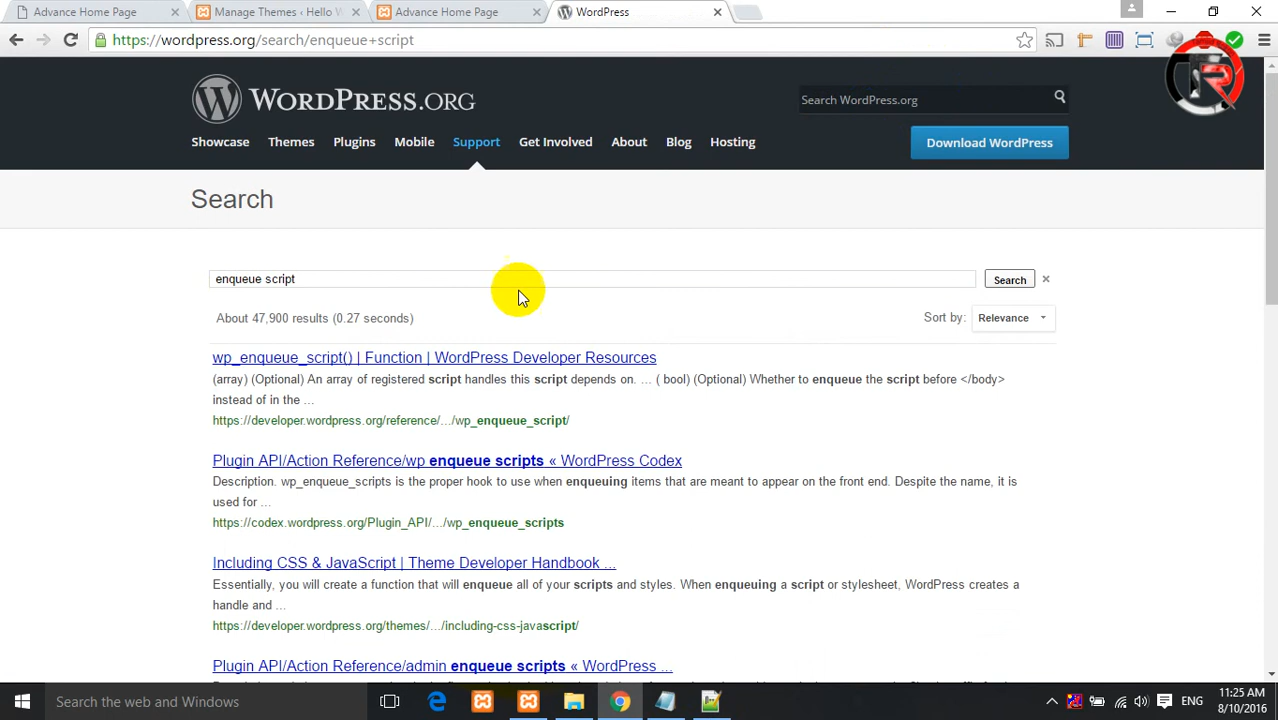 Advance Home Page
Manage Themes ‹ Hello W
Advance Home Page
WordPress
https://wordpress.org/search/enqueue+script
WORDPRESS.ORG
Search WordPress.org
Showcase Themes Plugins Mobile Support Get Involved About Blog Hosting
Download WordPress
Search
enqueue script
Search
About 47,900 results (0.27 seconds)
Sort by: Relevance
wp_enqueue_script() | Function | WordPress Developer Resources
(array) (Optional) An array of registered script handles this script depends on. ... ( bool) (Optional) Whether to enqueue the script before </body>
instead of in the ...
https://developer.wordpress.org/reference/.../wp_enqueue_script/
Plugin API/Action Reference/wp enqueue scripts « WordPress Codex
Description. wp_enqueue_scripts is the proper hook to use when enqueuing items that are meant to appear on the front end. Despite the name, it is
used for ...
https://codex.wordpress.org/Plugin_API/.../wp_enqueue_scripts
Including CSS & JavaScript | Theme Developer Handbook ...
Essentially, you will create a function that will enqueue all of your scripts and styles. When enqueuing a script or stylesheet, WordPress creates a
handle and ...
https://developer.wordpress.org/themes/.../including-css-javascript/
Plugin API/Action Reference/admin enqueue scripts « WordPress ...
Search the web and Windows
ENG
11:25 AM
8/10/2016